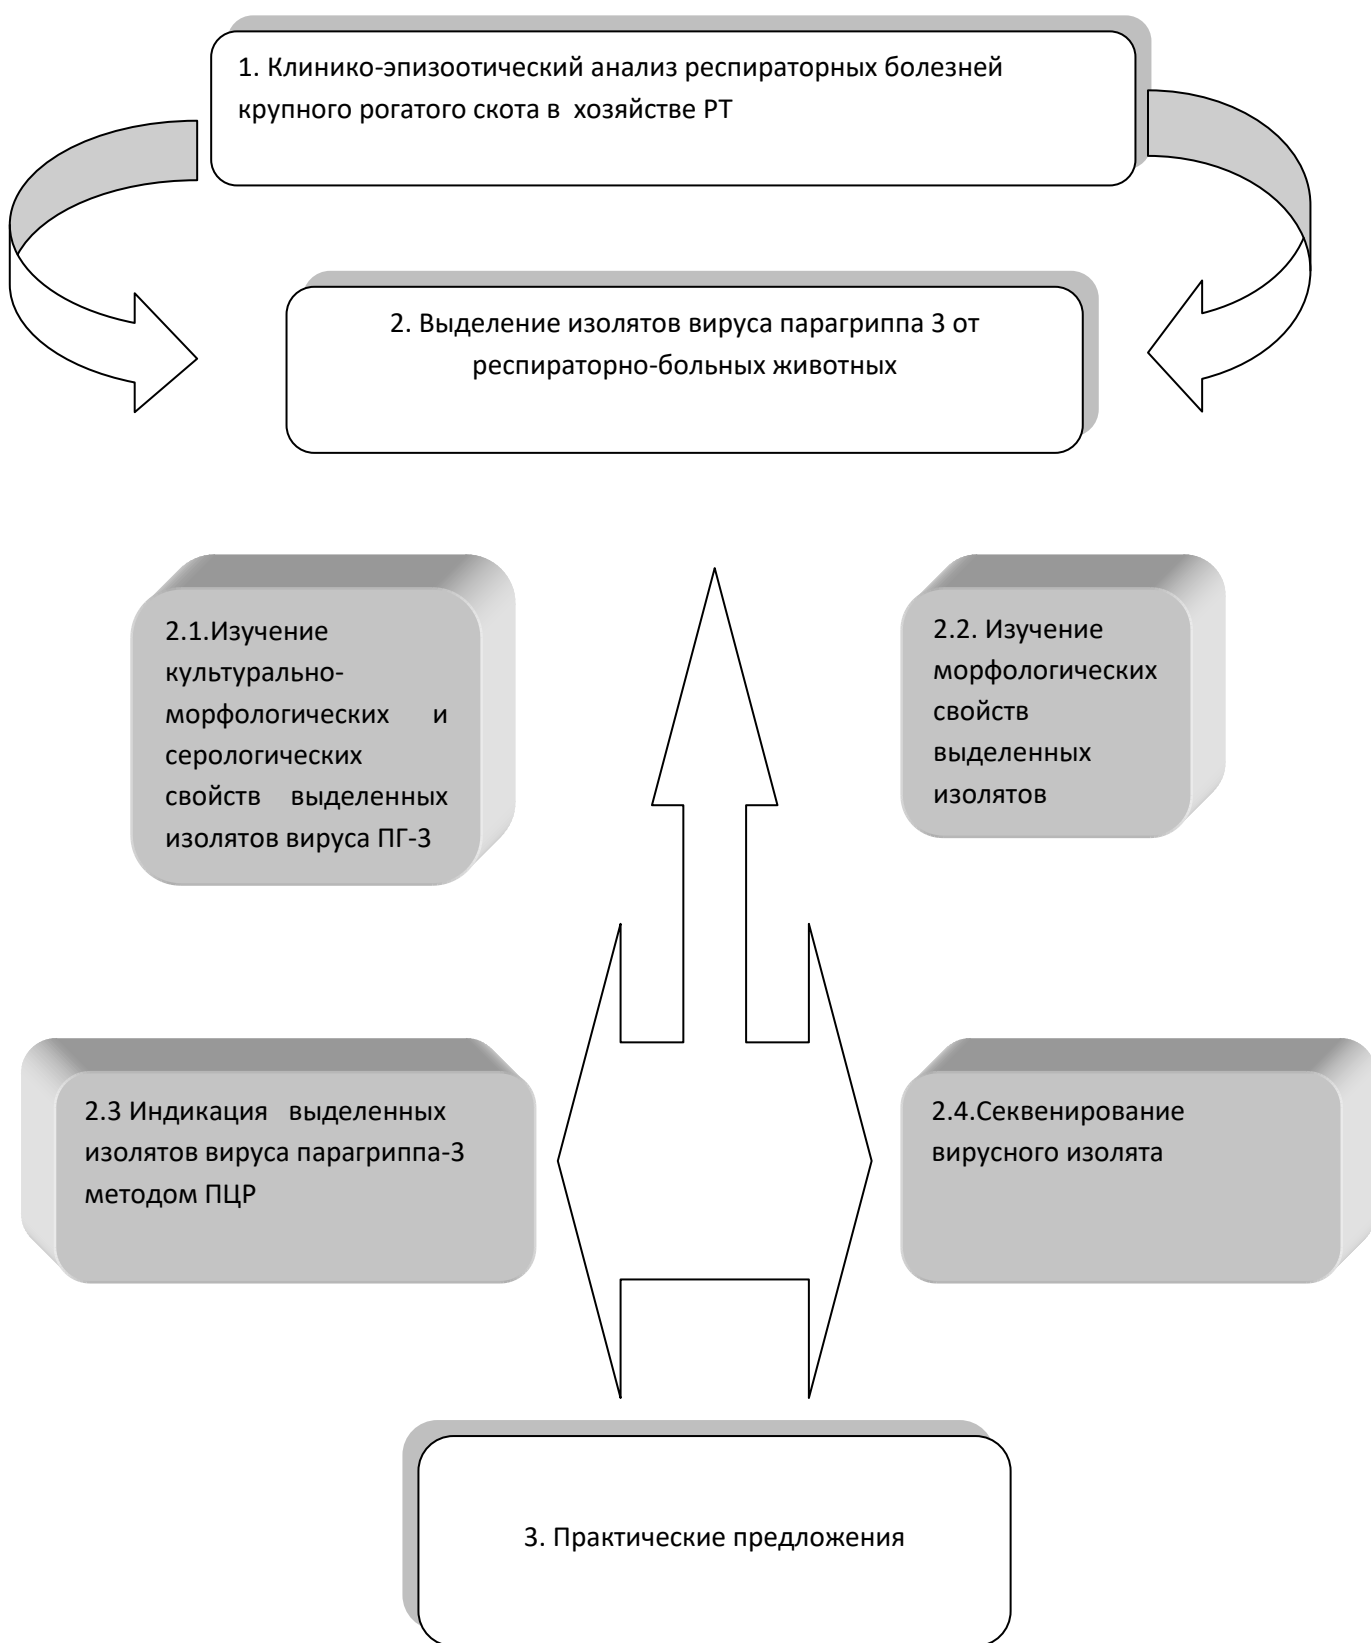 1. Клинико-эпизоотический анализ респираторных болезней
крупного рогатого скота в хозяйстве РТ
2. Выделение изолятов вируса парагриппа 3 от
респираторно-больных животных
2.1.Изучение
культурально-
морфологических и
серологических
свойств выделенных
изолятов вируса ПГ-3
2.2. Изучение
морфологических
свойств
выделенных
изолятов
2.3 Индикация выделенных
изолятов вируса парагриппа-3
методом ПЦР
2.4.Секвенирование
вирусного изолята
3. Практические предложения